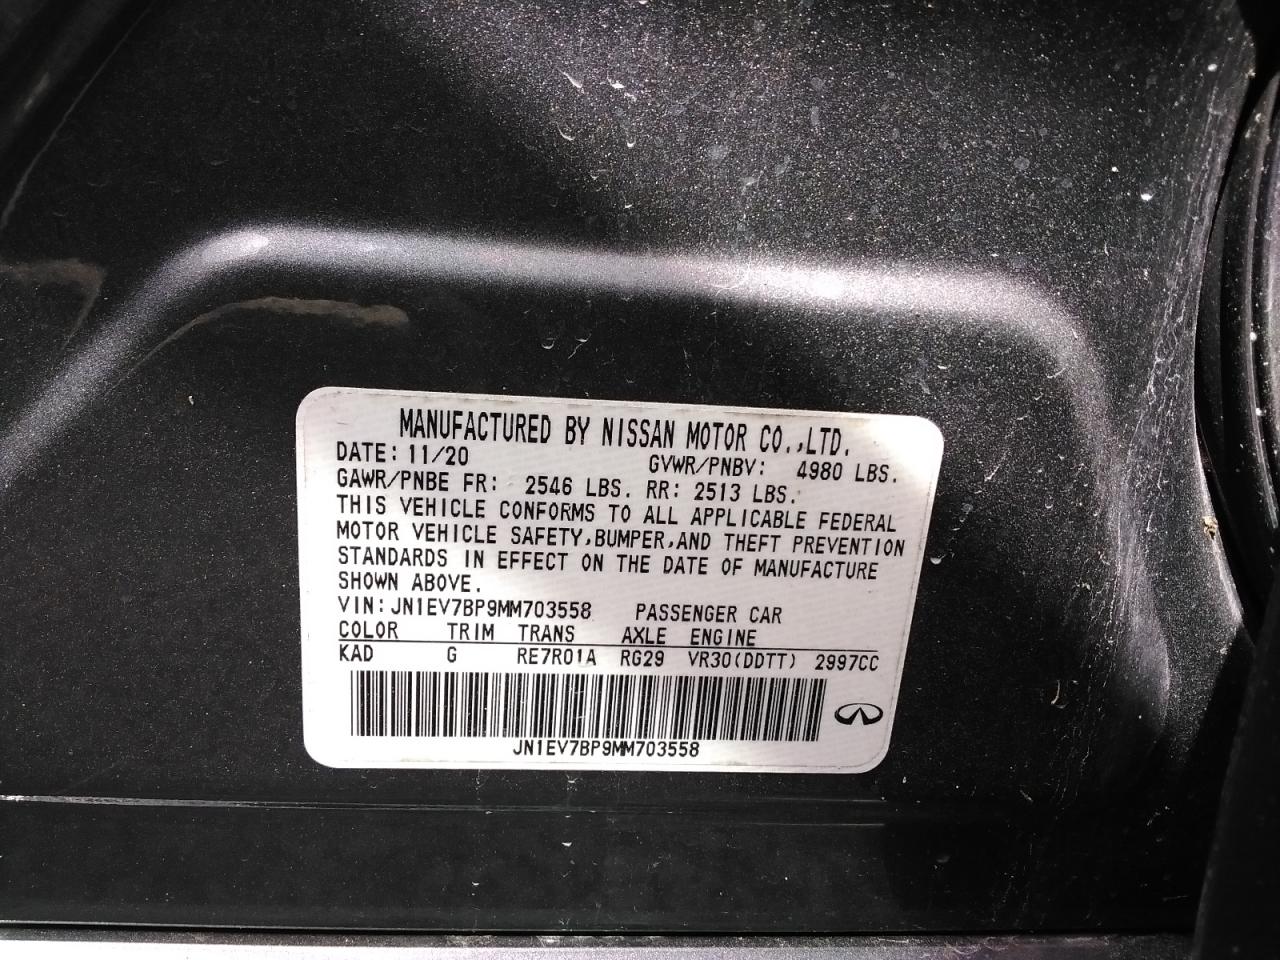 MANUFACTURED BY NISSAN MOTOR CO.,LTD.
DATE: 11/20 GVWR/PNBV: 4980 LBS.
GAWR/PNBE FR: 2546 LBS. RR: 2513 LBS.
THIS VEHICLE CONFORMS TO ALL APPLICABLE FEDERAL
MOTOR VEHICLE SAFETY,BUMPER,AND THEFT PREVENTION
STANDARDS IN EFFECT ON THE DATE OF MANUFACTURE
SHOWN ABOVE.
VIN: JN1EV7BP9MM703558 PASSENGER CAR
COLOR TRIM TRANS AXLE ENGINE
KAD G RE7R01A RG29 VR30(DDTT) 2997CC
JN1EV7BP9MM703558